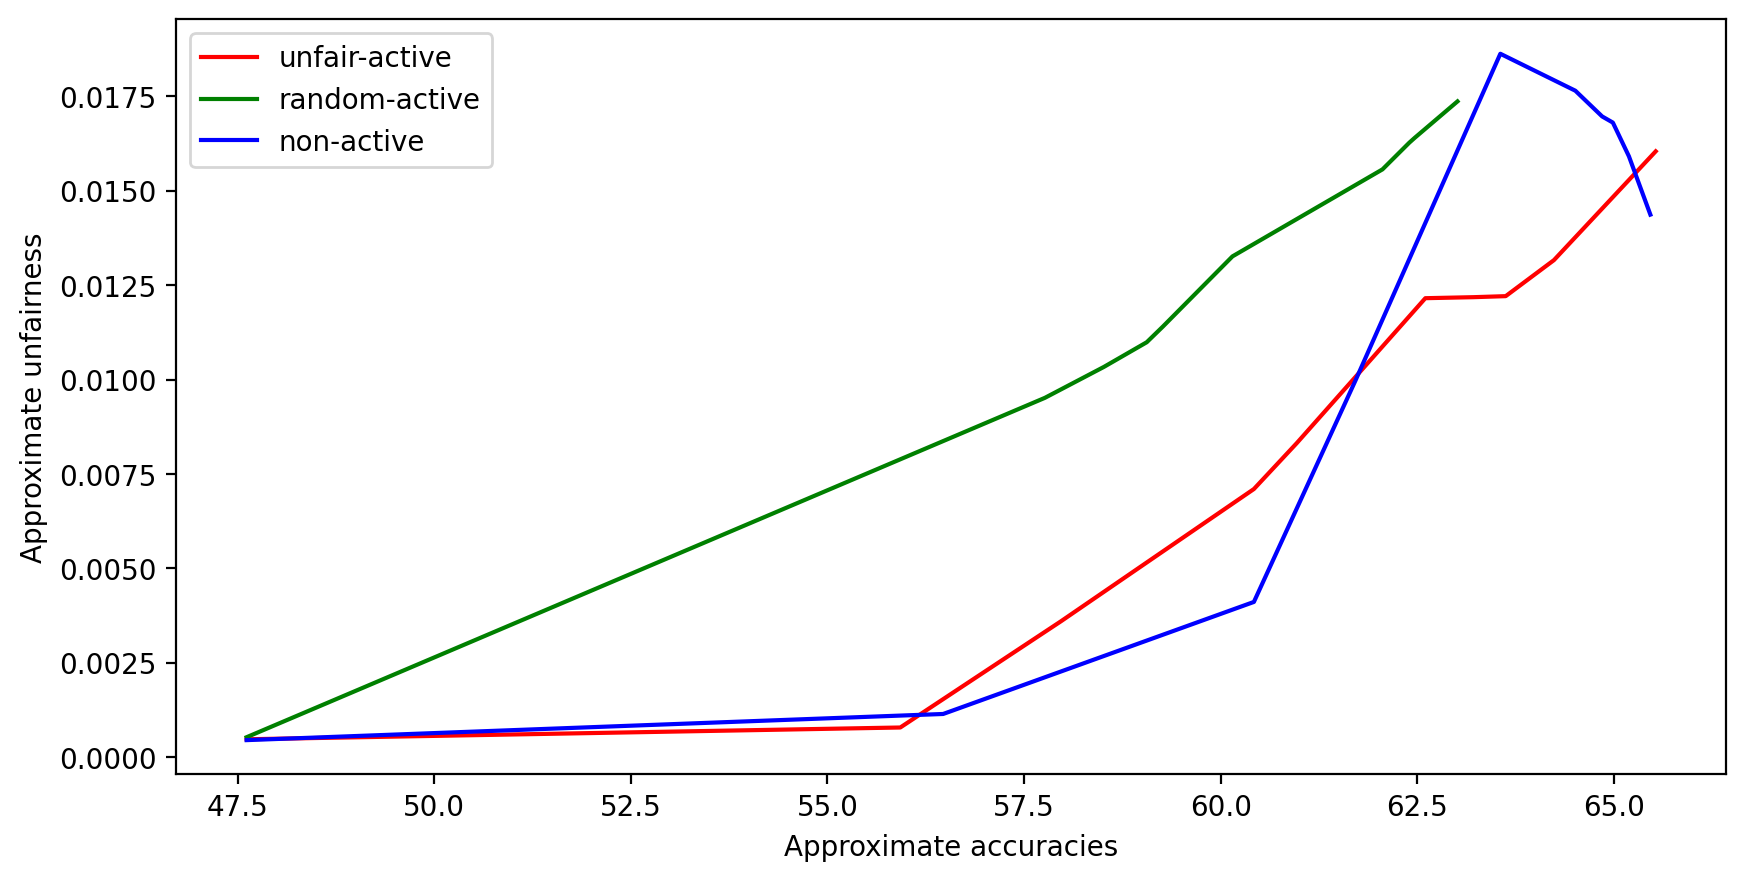 unfair-active
random-active
non-active
Approximate unfairness
0.0175
0.0150
0.0125
0.0100
0.0075
0.0050
0.0025
0.0000
47.5 50.0 52.5 55.0 57.5 60.0 62.5 65.0
Approximate accuracies